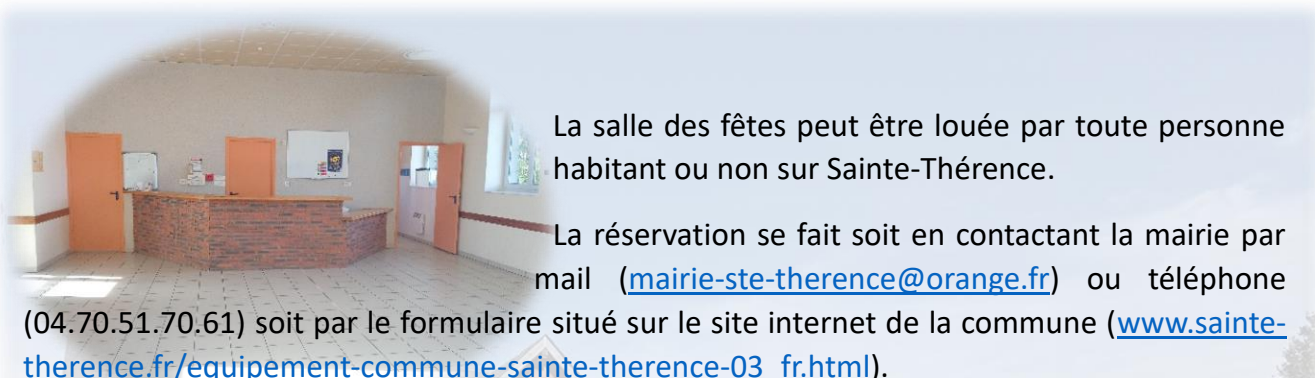 La salle des fêtes peut être louée par toute personne
habitant ou non sur Sainte-Thérence.
La réservation se fait soit en contactant la mairie par
mail (mairie-ste-therence@orange.fr) ou téléphone
(04.70.51.70.61) soit par le formulaire situé sur le site internet de la commune (www.sainte-
therence.fr/equipement-commune-sainte-therence-03_fr.html).